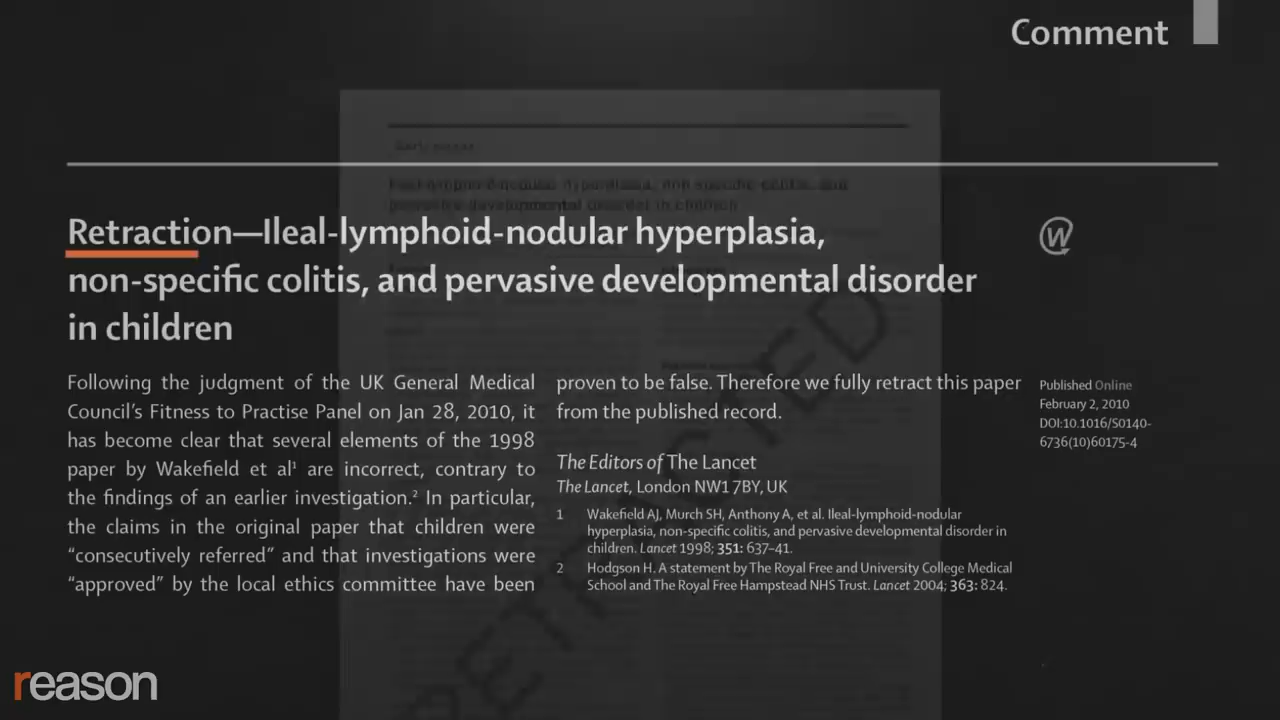 Comment
Retraction—Ileal-lymphoid-nodular hyperplasia,
non-specific colitis, and pervasive developmental disorder
in children
Following the judgment of the UK General Medical
Council’s Fitness to Practise Panel on Jan 28, 2010, it
has become clear that several elements of the 1998
paper by Wakefield et al¹ are incorrect, contrary to
the findings of an earlier investigation.² In particular,
the claims in the original paper that children were
“consecutively referred” and that investigations were
“approved” by the local ethics committee have been
proven to be false. Therefore we fully retract this paper
from the published record.
The Editors of The Lancet
The Lancet, London NW1 7BY, UK
1 Wakefield AJ, Murch SH, Anthony A, et al. Ileal-lymphoid-nodular
hyperplasia, non-specific colitis, and pervasive developmental disorder in
children. Lancet 1998; 351: 637–41.
2 Hodgson H. A statement by The Royal Free and University College Medical
School and The Royal Free Hampstead NHS Trust. Lancet 2004; 363: 824.
W
Published Online
February 2, 2010
DOI:10.1016/S0140-
6736(10)60175-4
RETRACTED
reason